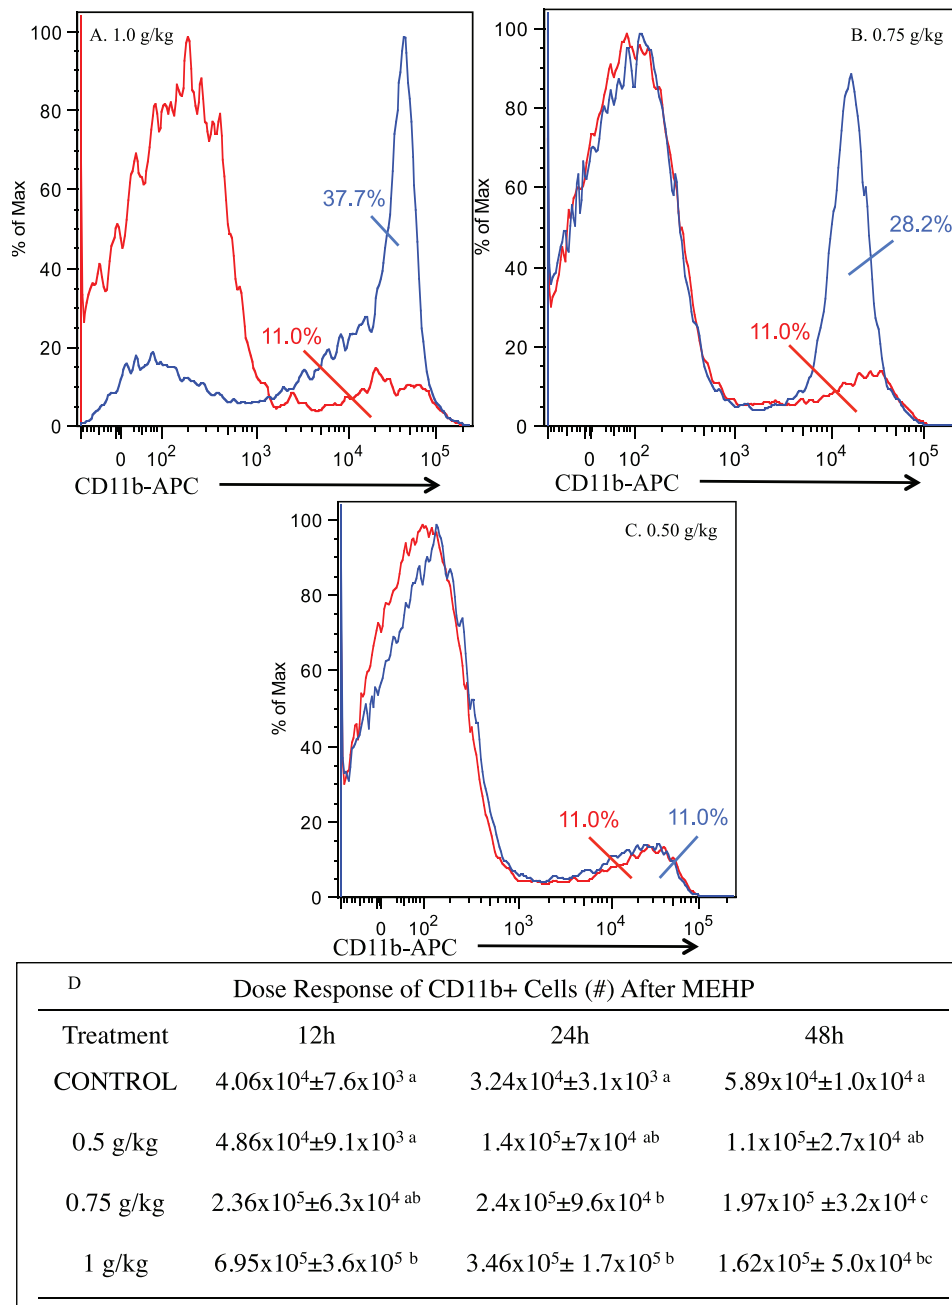 A. 1.0 g/kg
% of Max
100
80
60
40
20
0
37.7%
11.0%
0 10² 10³ 10⁴ 10⁵
CD11b-APC
B. 0.75 g/kg
% of Max
100
80
60
40
20
0
28.2%
11.0%
0 10² 10³ 10⁴ 10⁵
CD11b-APC
C. 0.50 g/kg
% of Max
100
80
60
40
20
0
11.0% 11.0%
0 10² 10³ 10⁴ 10⁵
CD11b-APC
D Dose Response of CD11b+ Cells (#) After MEHP
Treatment 12h 24h 48h
CONTROL 4.06x10⁴±7.6x10³ ᵃ 3.24x10⁴±3.1x10³ ᵃ 5.89x10⁴±1.0x10⁴ ᵃ
0.5 g/kg 4.86x10⁴±9.1x10³ ᵃ 1.4x10⁵±7x10⁴ ᵃᵇ 1.1x10⁵±2.7x10⁴ ᵃᵇ
0.75 g/kg 2.36x10⁵±6.3x10⁴ ᵃᵇ 2.4x10⁵±9.6x10⁴ ᵇ 1.97x10⁵ ±3.2x10⁴ ᶜ
1 g/kg 6.95x10⁵±3.6x10⁵ ᵇ 3.46x10⁵± 1.7x10⁵ ᵇ 1.62x10⁵± 5.0x10⁴ ᵇᶜ